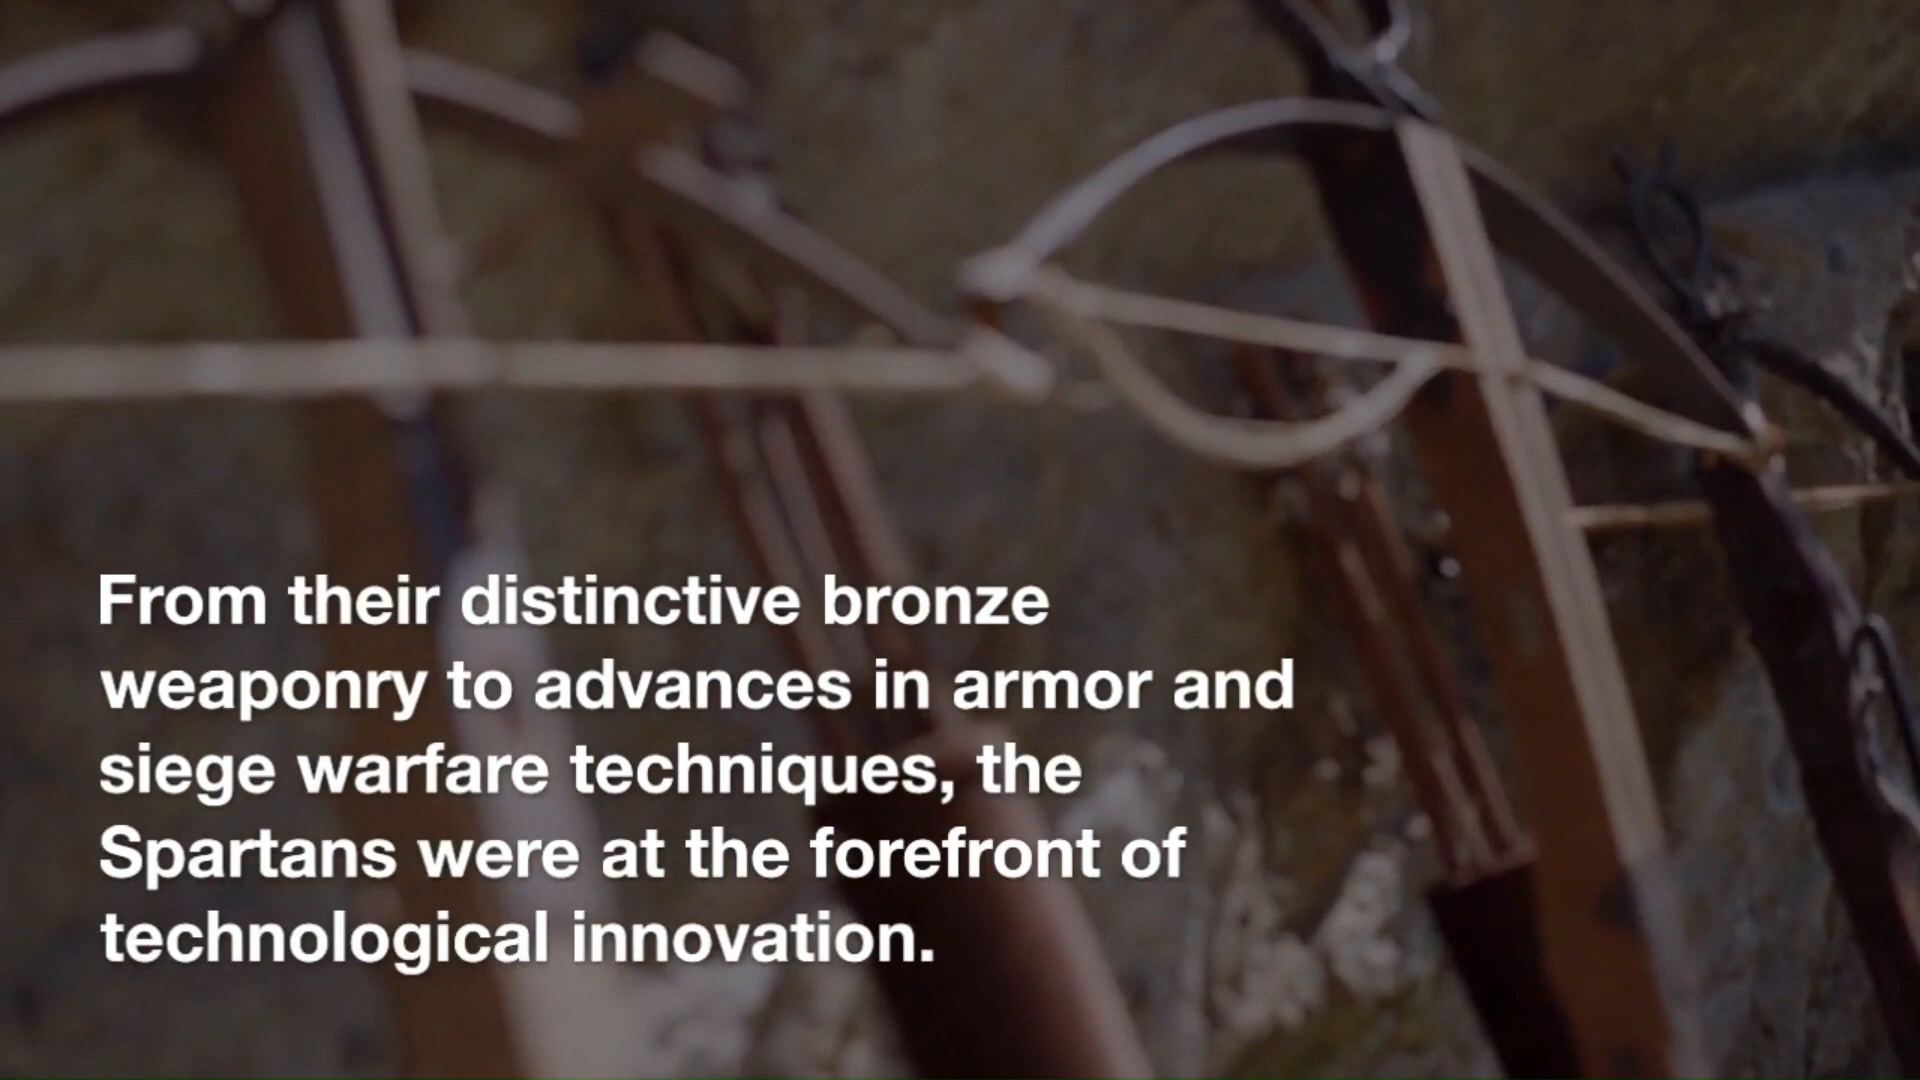 From their distinctive bronze
weaponry to advances in armor and
siege warfare techniques, the
Spartans were at the forefront of
technological innovation.